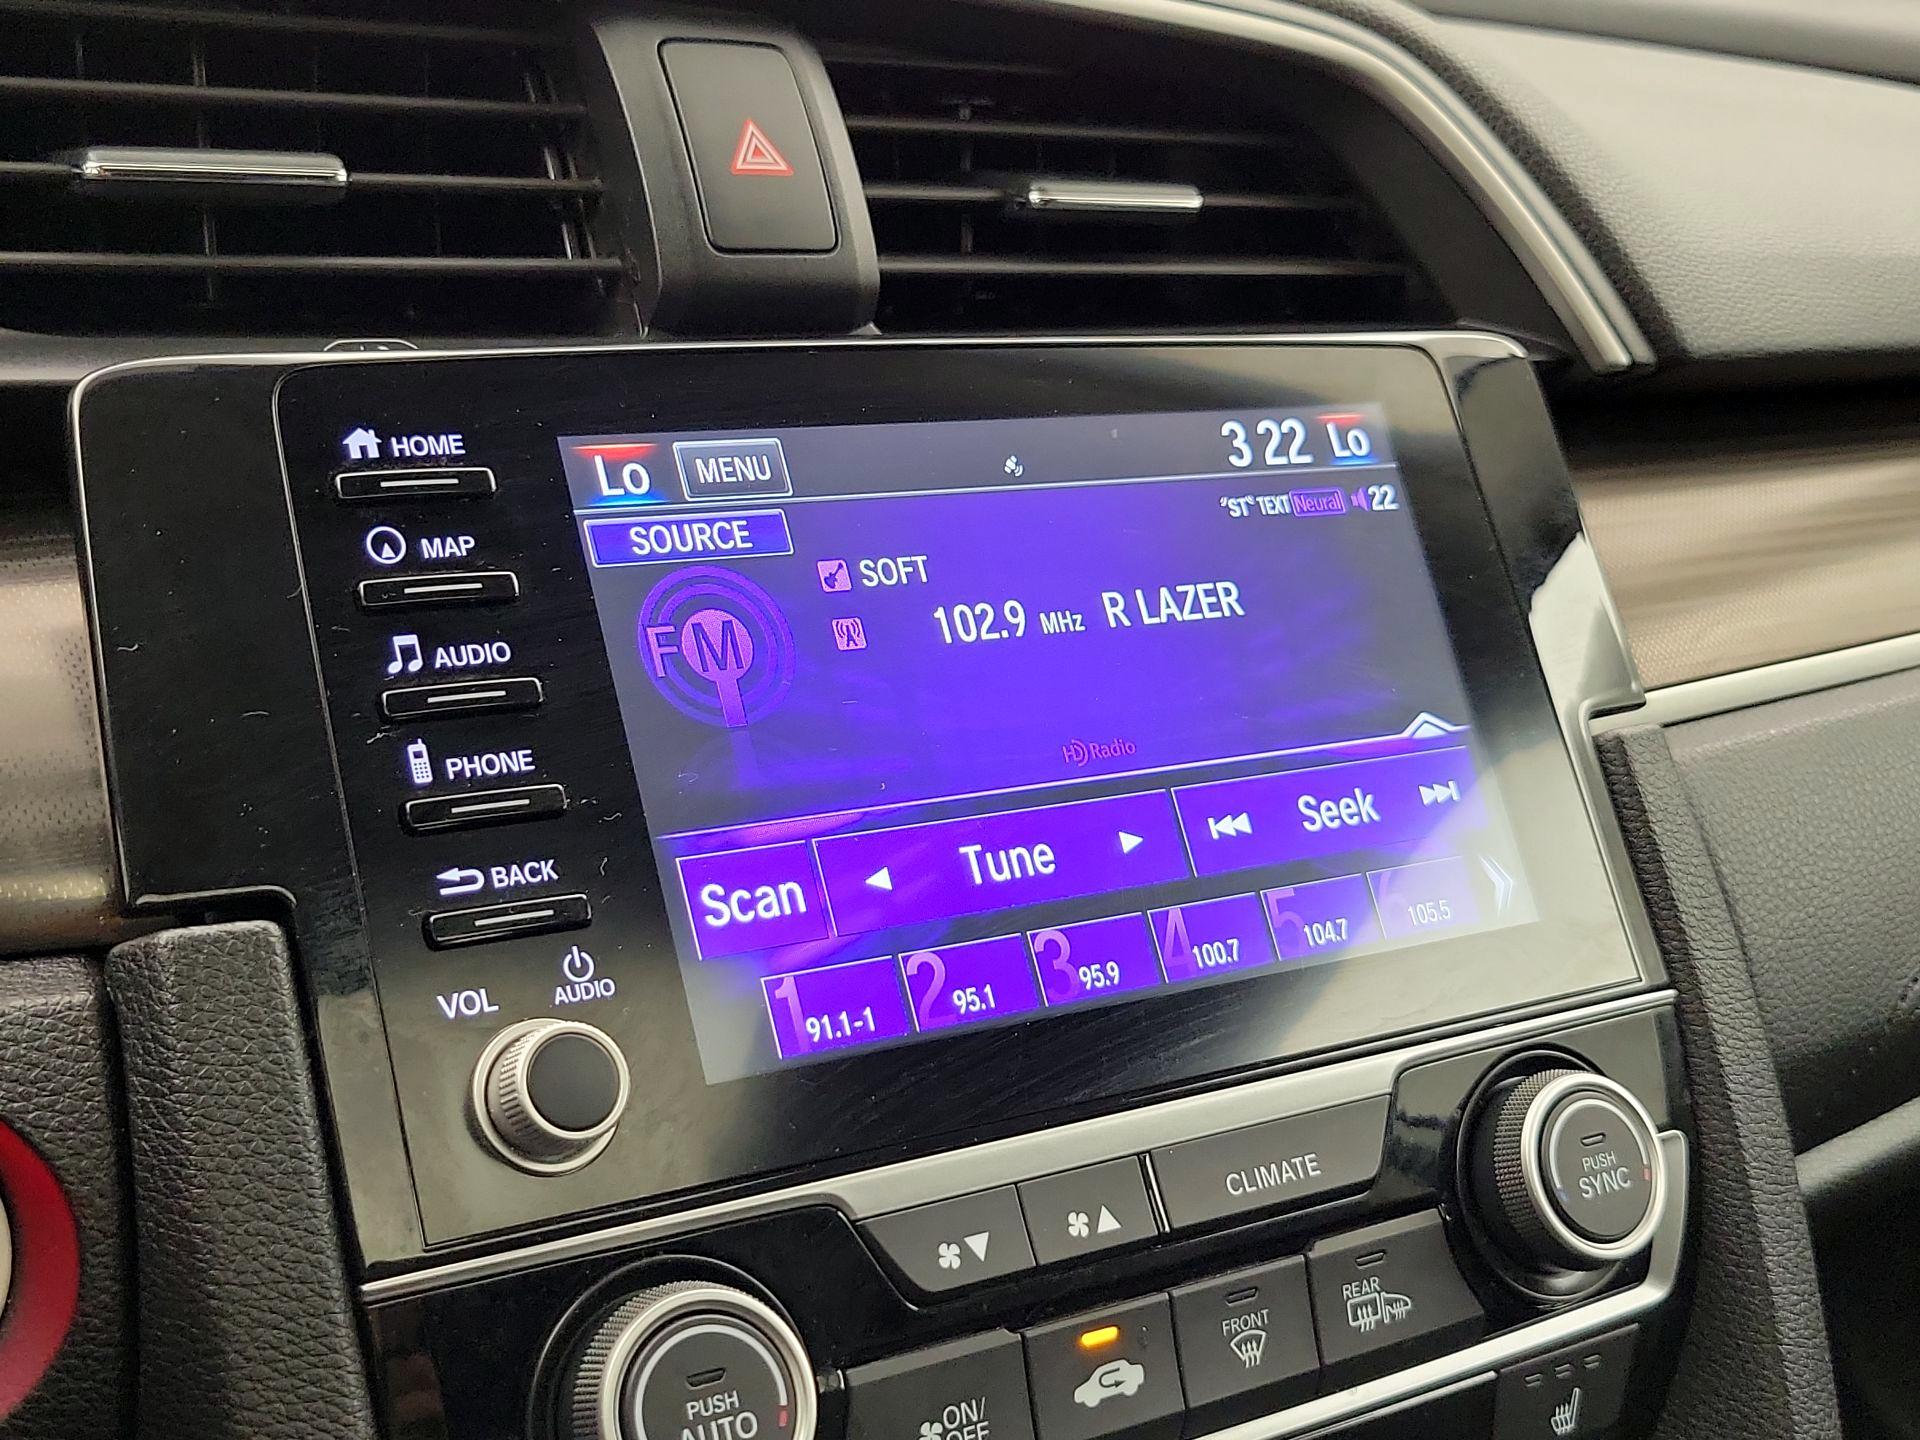 HOME
MAP
AUDIO
PHONE
BACK
VOL
AUDIO
Lo MENU 3 22 Lo
"ST" TEXT Neural 22
SOURCE
FM
SOFT
102.9 MHz R LAZER
HD Radio
Scan Tune Seek
1 91.1-1
2 95.1
3 95.9
4 100.7
5 104.7
6 105.5
CLIMATE
PUSH
SYNC
FRONT
REAR
PUSH
AUTO
ON/
OFF